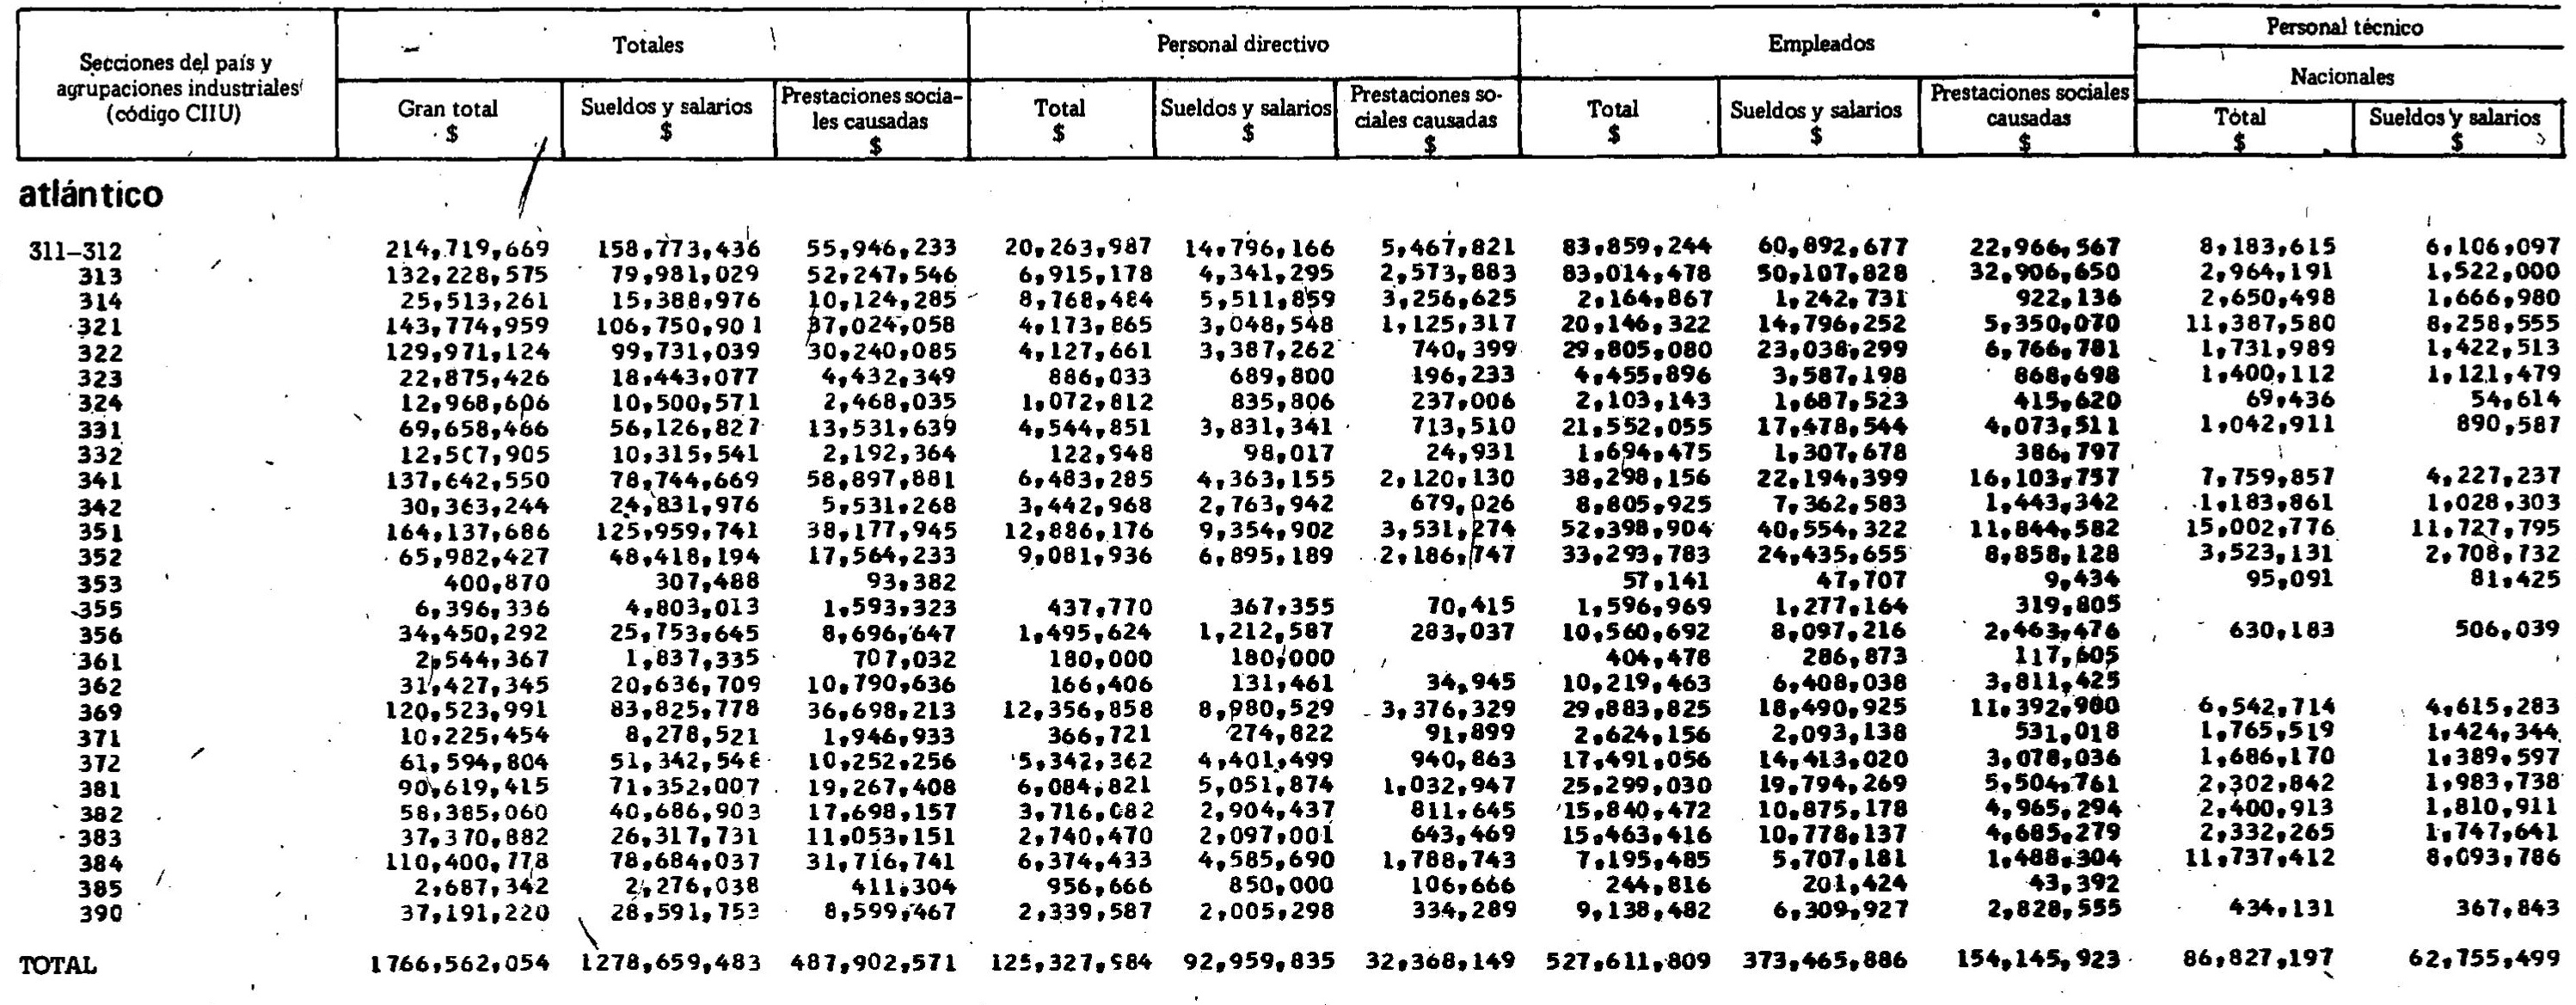 Secciones del país y agrupaciones industriales (código CIIU) Totales Personal directivo Empleados Personal técnico
Nacionales
Gran total $ Sueldos y salarios $ Prestaciones socia-les causadas $ Total $ Sueldos y salarios $ Prestaciones so-ciales causadas $ Total $ Sueldos y salarios $ Prestaciones sociales causadas $ Total $ Sueldos y salarios $
atlántico
311–312 214,719,669 158,773,436 55,946,233 20,263,987 14,796,166 5,467,821 83,859,244 60,892,677 22,966,567 8,183,615 6,106,097
313 132,228,575 79,981,029 52,247,546 6,915,178 4,341,295 2,573,883 83,014,478 50,107,828 32,906,650 2,964,191 1,522,000
314 25,513,261 15,388,976 10,124,285 8,768,484 5,511,859 3,256,625 2,164,867 1,242,731 922,136 2,650,498 1,666,980
321 143,774,959 106,750,901 37,024,058 4,173,865 3,048,548 1,125,317 20,146,322 14,796,252 5,350,070 11,387,580 8,258,555
322 129,971,124 99,731,039 30,240,085 4,127,661 3,387,262 740,399 29,805,080 23,038,299 6,766,781 1,731,989 1,422,513
323 22,875,426 18,443,077 4,432,349 886,033 689,800 196,233 4,455,896 3,587,198 868,698 1,400,112 1,121,479
324 12,968,606 10,500,571 2,468,035 1,072,812 835,806 237,006 2,103,143 1,687,523 415,620 69,436 54,614
331 69,658,466 56,126,827 13,531,639 4,544,851 3,831,341 713,510 21,552,055 17,478,544 4,073,511 1,042,911 890,587
332 12,507,905 10,315,541 2,192,364 122,948 98,017 24,931 1,694,475 1,307,678 386,797
341 137,642,550 78,744,669 58,897,881 6,483,285 4,363,155 2,120,130 38,298,156 22,194,399 16,103,757 7,759,857 4,227,237
342 30,363,244 24,831,976 5,531,268 3,442,968 2,763,942 679,026 8,805,925 7,362,583 1,443,342 1,183,861 1,028,303
351 164,137,686 125,959,741 38,177,945 12,886,176 9,354,902 3,531,274 52,398,904 40,554,322 11,844,582 15,002,776 11,727,795
352 65,982,427 48,418,194 17,564,233 9,081,936 6,895,189 2,186,747 33,293,783 24,435,655 8,858,128 3,523,131 2,708,732
353 400,870 307,488 93,382 57,141 47,707 9,434 95,091 81,425
355 6,396,336 4,803,013 1,593,323 437,770 367,355 70,415 1,596,969 1,277,164 319,805
356 34,450,292 25,753,645 8,696,647 1,495,624 1,212,587 283,037 10,560,692 8,097,216 2,463,476 630,183 506,039
361 2,544,367 1,837,335 707,032 180,000 180,000 404,478 286,873 117,605
362 31,427,345 20,636,709 10,790,636 166,406 131,461 34,945 10,219,463 6,408,038 3,811,425
369 120,523,991 83,825,778 36,698,213 12,356,858 8,980,529 3,376,329 29,883,825 18,490,925 11,392,900 6,542,714 4,615,283
371 10,225,454 8,278,521 1,946,933 366,721 274,822 91,899 2,624,156 2,093,138 531,018 1,765,519 1,424,344
372 61,594,804 51,342,548 10,252,256 5,342,362 4,401,499 940,863 17,491,056 14,413,020 3,078,036 1,686,170 1,389,597
381 90,619,415 71,352,007 19,267,408 6,084,821 5,051,874 1,032,947 25,299,030 19,794,269 5,504,761 2,302,842 1,983,738
382 58,385,060 40,686,903 17,698,157 3,716,082 2,904,437 811,645 15,840,472 10,875,178 4,965,294 2,400,913 1,810,911
383 37,370,882 26,317,731 11,053,151 2,740,470 2,097,001 643,469 15,463,416 10,778,137 4,685,279 2,332,265 1,747,641
384 110,400,778 78,684,037 31,716,741 6,374,433 4,585,690 1,788,743 7,195,485 5,707,181 1,488,304 11,737,412 8,093,786
385 2,687,342 2,276,038 411,304 956,666 850,000 106,666 244,816 201,424 43,392
390 37,191,220 28,591,753 8,599,467 2,339,587 2,005,298 334,289 9,138,482 6,309,927 2,828,555 434,131 367,843
TOTAL 1766,562,054 1278,659,483 487,902,571 125,327,984 92,959,835 32,368,149 527,611,809 373,465,886 154,145,923 86,827,197 62,755,499